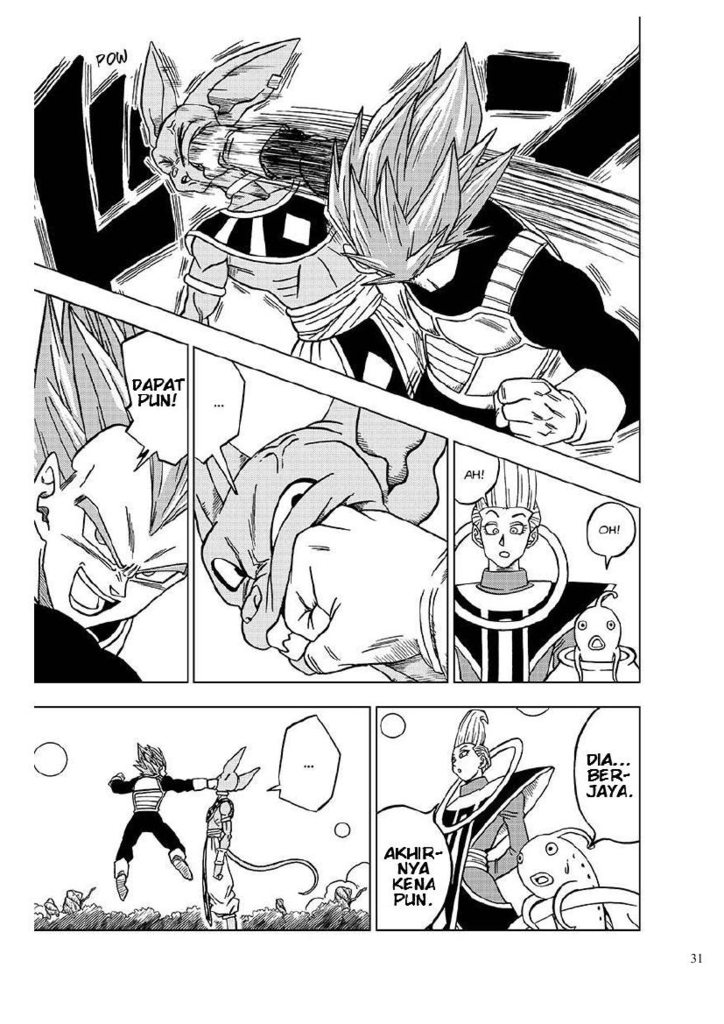 POW
DAPAT
PUN!
...
AH!
OH!
...
DIA...
BER-
JAYA.
AKHIR-
NYA
KENA
PUN.
31